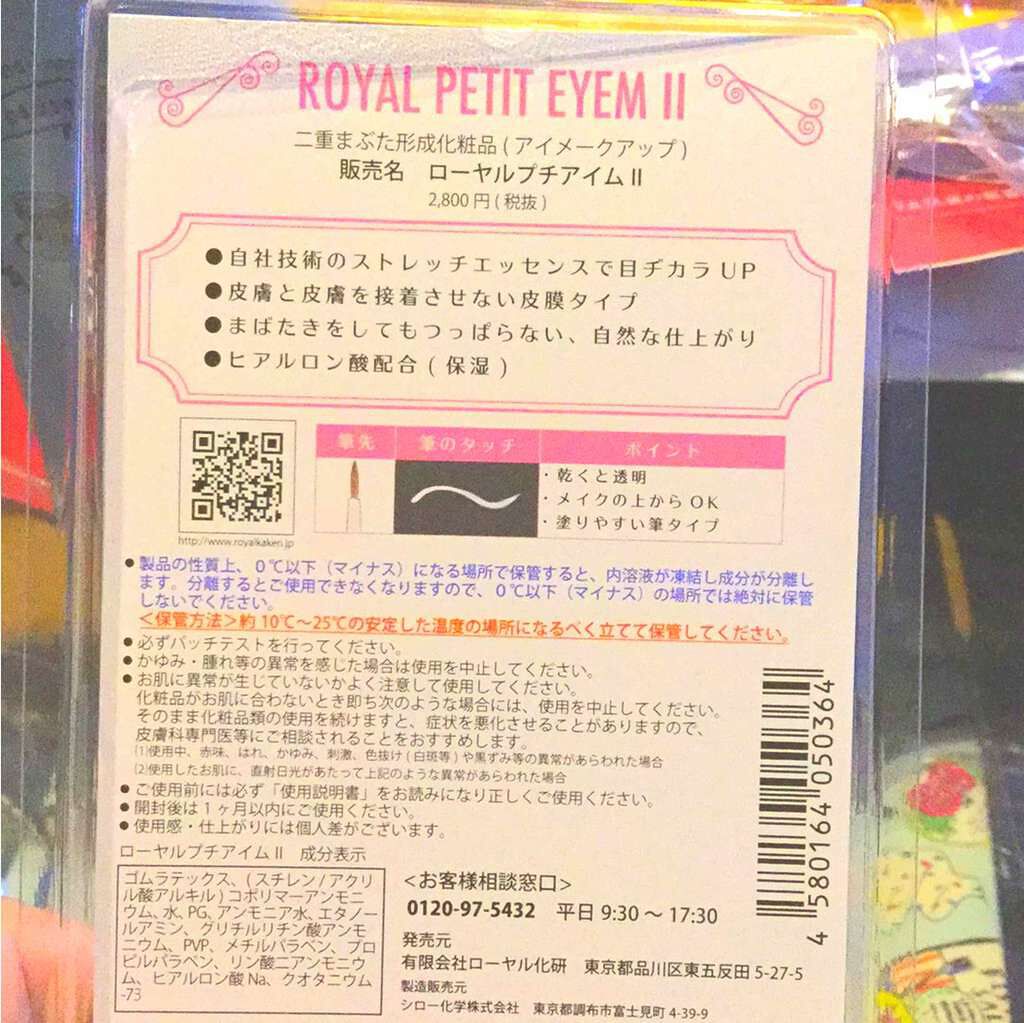 ROYAL PETIT EYEM II
二重まぶた形成化粧品(アイメークアップ)
販売名 ローヤルプチアイムII
2,800円(税抜)
●自社技術のストレッチエッセンスで目ヂカラUP
●皮膚と皮膚を接着させない皮膜タイプ
●まばたきをしてもつっぱらない、自然な仕上がり
●ヒアルロン酸配合(保湿)
筆先 筆のタッチ ポイント
・乾くと透明
・メイクの上からOK
・塗りやすい筆タイプ
http://www.royalkaken.jp
●製品の性質上、0℃以下(マイナス)になる場所で保管すると、内溶液が凍結し成分が分離し
ます。分離するとご使用できなくなりますので、0℃以下(マイナス)の場所では絶対に保管
しないでください。
<保管方法>約10℃〜25℃の安定した温度の場所になるべく立てて保管してください。
●必ずパッチテストを行ってください。
●かゆみ・腫れ等の異常を感じた場合は使用を中止してください。
●お肌に異常が生じていないかよく注意して使用してください。
化粧品がお肌に合わないとき即ち次のような場合には、使用を中止してください。
そのまま化粧品類の使用を続けますと、症状を悪化させることがありますので、
皮膚科専門医等にご相談されることをおすすめします。
(1)使用中、赤味、はれ、かゆみ、刺激、色抜け(白斑等)や黒ずみ等の異常があらわれた場合
(2)使用したお肌に、直射日光があたって上記のような異常があらわれた場合
●ご使用前には必ず「使用説明書」をお読みになり正しくご使用ください。
●開封後は1ヶ月以内にご使用ください。
●使用感・仕上がりには個人差がございます。
ローヤルプチアイムII 成分表示
ゴムラテックス、(スチレン/アクリ
ル酸アルキル)コポリマーアンモニ
ウム、水、PG、アンモニア水、エタノー
ルアミン、グリチルリチン酸アンモ
ニウム、PVP、メチルパラベン、プロ
ピルパラベン、リン酸二アンモニウ
ム、ヒアルロン酸Na、クオタニウム
-73
<お客様相談窓口>
0120-97-5432 平日9:30〜17:30
発売元
有限会社ローヤル化研 東京都品川区東五反田5-27-5
製造販売元
シロー化学株式会社 東京都調布市富士見町4-39-9
4 580164 050364